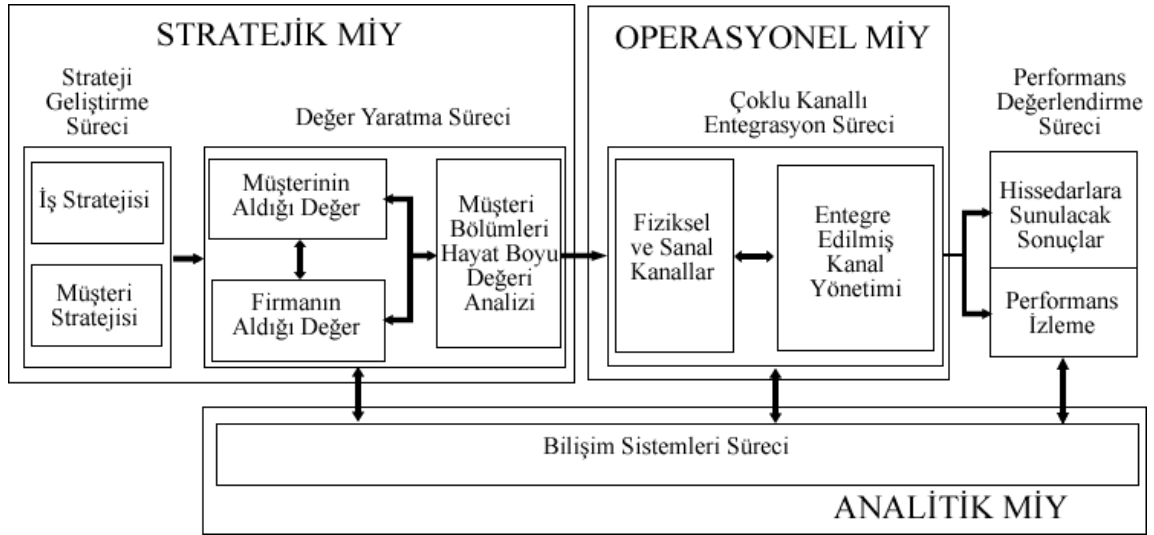 STRATEJİK MİY
Strateji
Geliştirme
Süreci
İş Stratejisi
Müşteri
Stratejisi
Değer Yaratma Süreci
Müşterinin
Aldığı Değer
Firmanın
Aldığı Değer
Müşteri
Bölümleri
Hayat Boyu
Değeri
Analizi
OPERASYONEL MİY
Çoklu Kanallı
Entegrasyon Süreci
Fiziksel
ve Sanal
Kanallar
Entegre
Edilmiş
Kanal
Yönetimi
Performans
Değerlendirme
Süreci
Hissedarlara
Sunulacak
Sonuçlar
Performans
İzleme
Bilişim Sistemleri Süreci
ANALİTİK MİY